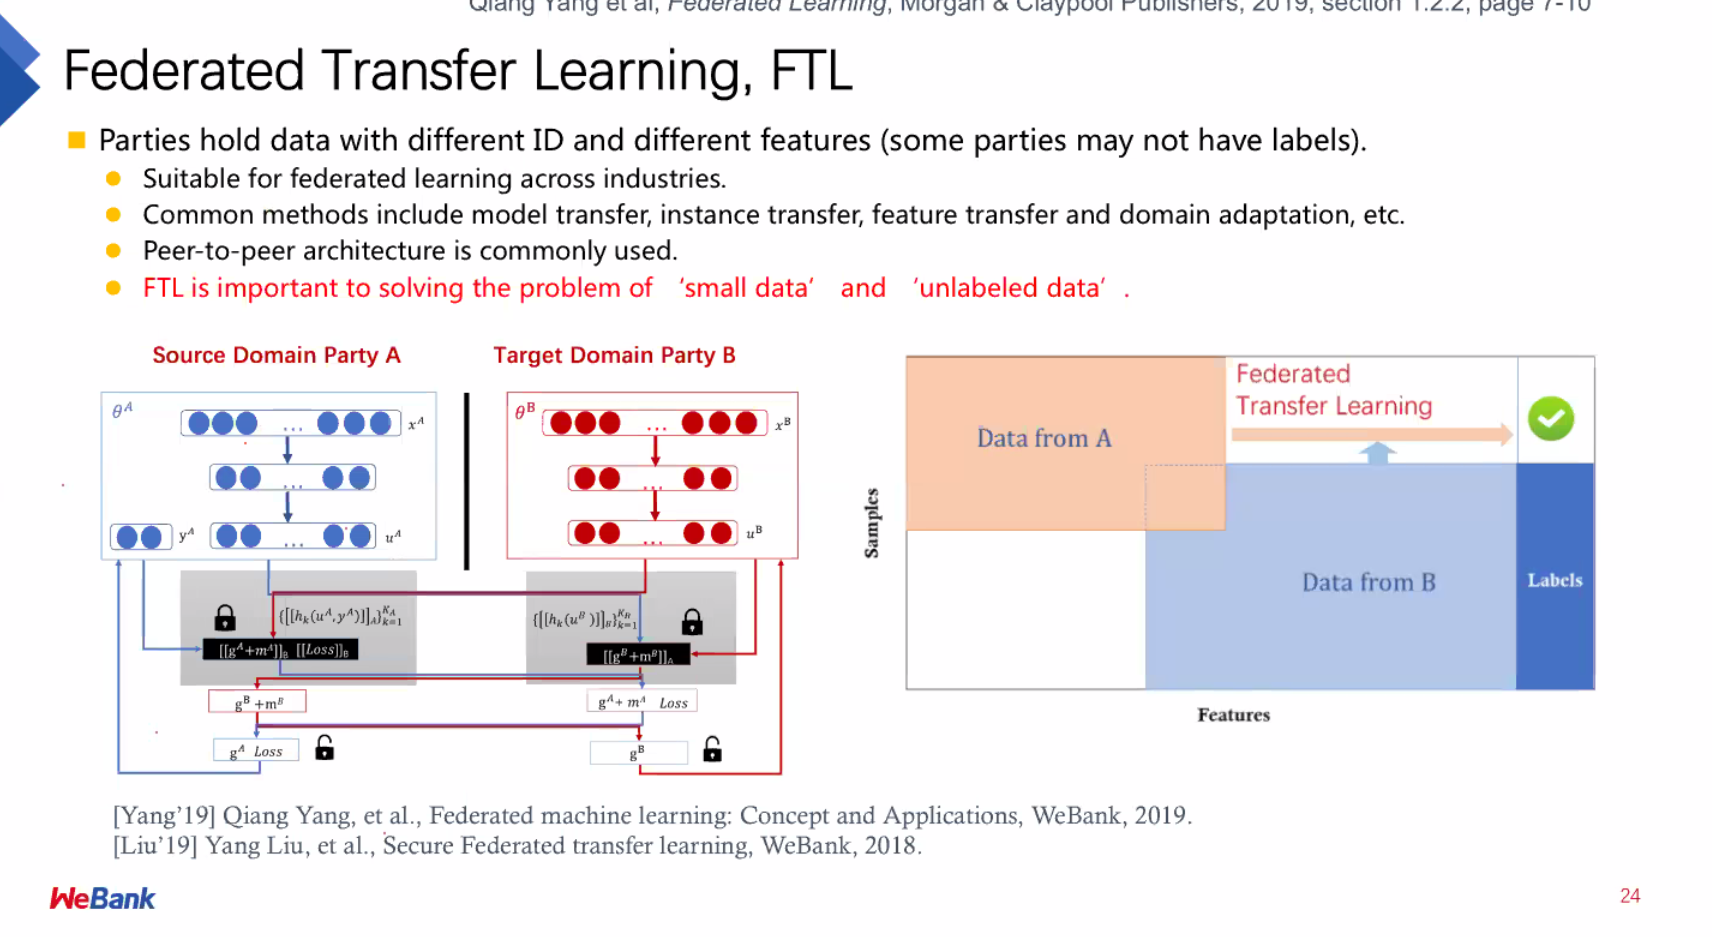 Qiang Yang et al, Federated Learning, Morgan & Claypool Publishers, 2019, section 1.2.2, page 7-10
Federated Transfer Learning, FTL
Parties hold data with different ID and different features (some parties may not have labels).
Suitable for federated learning across industries.
Common methods include model transfer, instance transfer, feature transfer and domain adaptation, etc.
Peer-to-peer architecture is commonly used.
FTL is important to solving the problem of ‘small data’ and ‘unlabeled data’.
Source Domain Party A
Target Domain Party B
θ^A
... x^A
...
y^A ... u^A
θ^B
... x^B
...
... u^B
{[[h_k(u^A,y^A)]]_A}_{k=1}^{K_A}
[[g^A+m^A]]_B [[Loss]]_B
{[[h_k(u^B)]]_B}_{k=1}^{K_B}
[[g^B+m^B]]_A
g^B +m^B
g^A+ m^A Loss
g^A Loss
g^B
Federated
Transfer Learning
Data from A
Data from B
Labels
Samples
Features
[Yang’19] Qiang Yang, et al., Federated machine learning: Concept and Applications, WeBank, 2019.
[Liu’19] Yang Liu, et al., Secure Federated transfer learning, WeBank, 2018.
WeBank
24